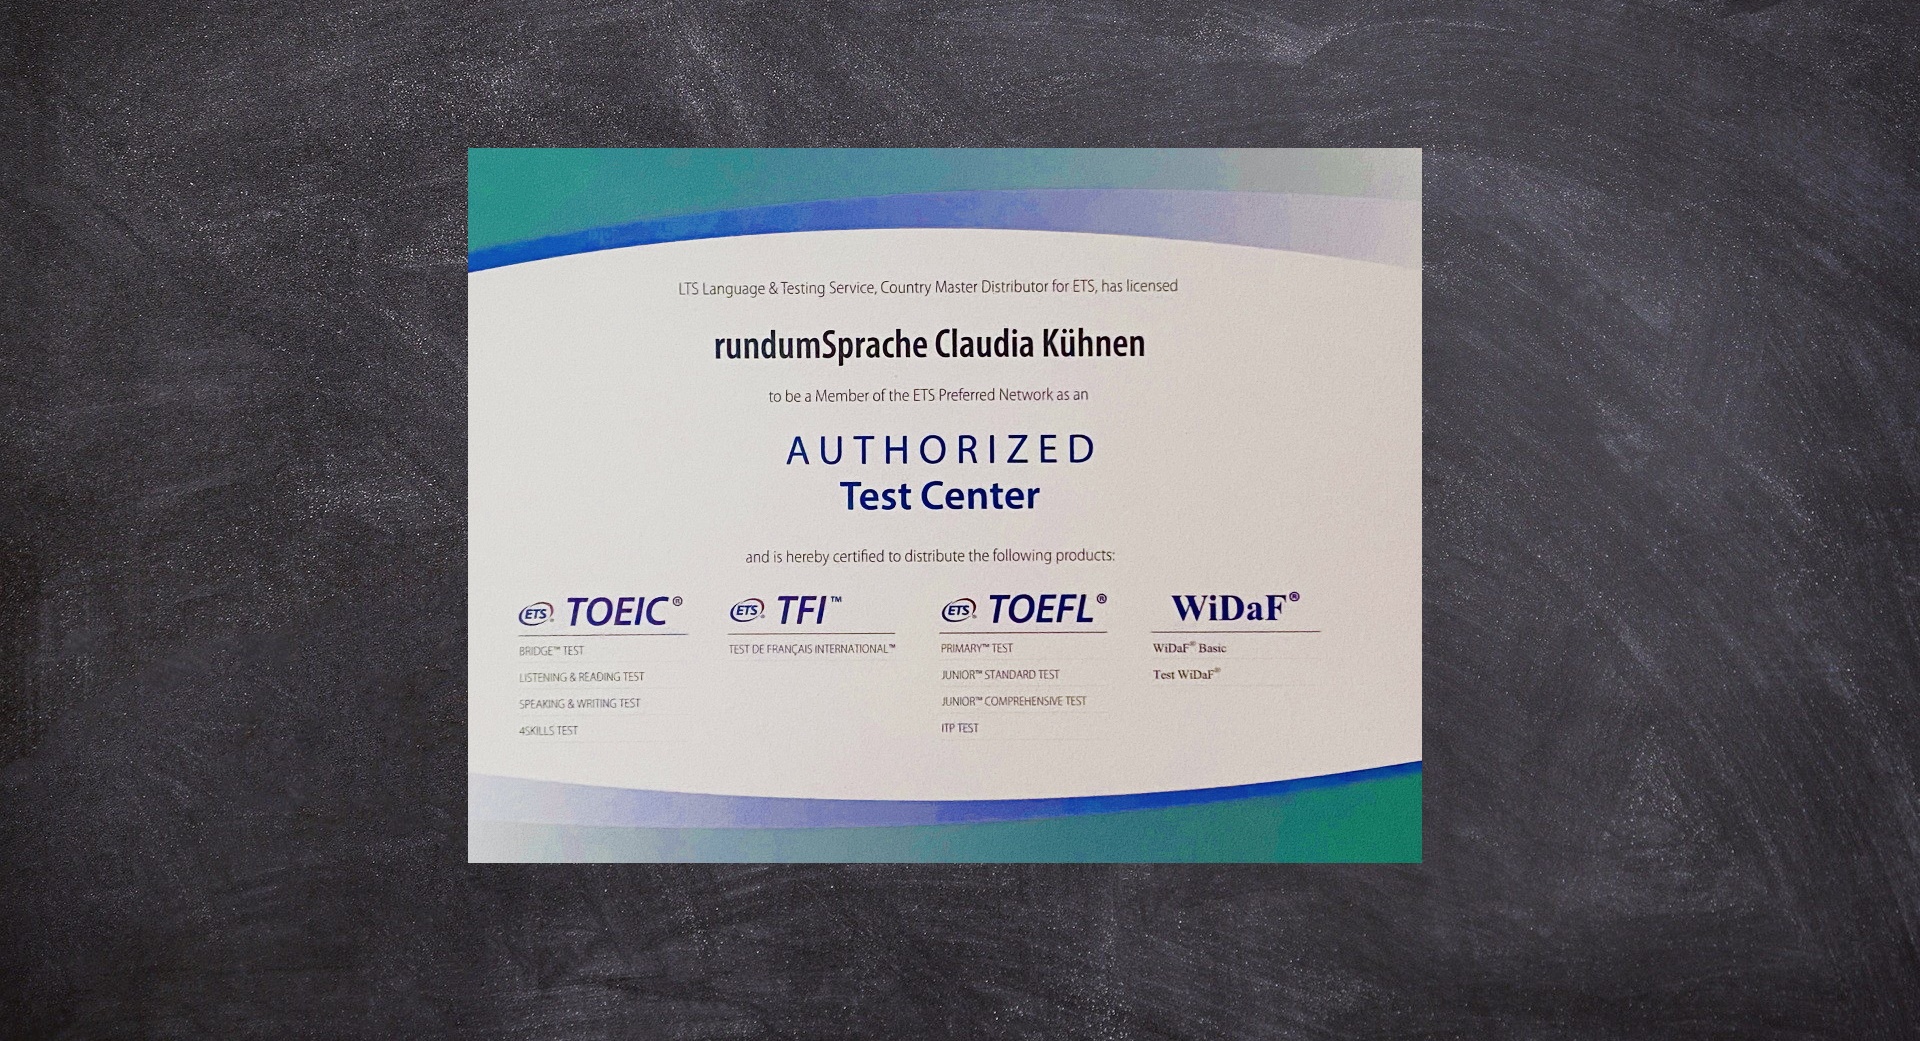 LTS Language & Testing Service, Country Master Distributor for ETS, has licensed
rundumSprache Claudia Kühnen
to be a Member of the ETS Preferred Network as an
AUTHORIZED
Test Center
and is hereby certified to distribute the following products:
ETS® TOEIC®
BRIDGE™ TEST
LISTENING & READING TEST
SPEAKING & WRITING TEST
4SKILLS TEST
ETS® TFI™
TEST DE FRANÇAIS INTERNATIONAL™
ETS® TOEFL®
PRIMARY™ TEST
JUNIOR™ STANDARD TEST
JUNIOR™ COMPREHENSIVE TEST
ITP TEST
WiDaF®
WiDaF® Basic
Test WiDaF®